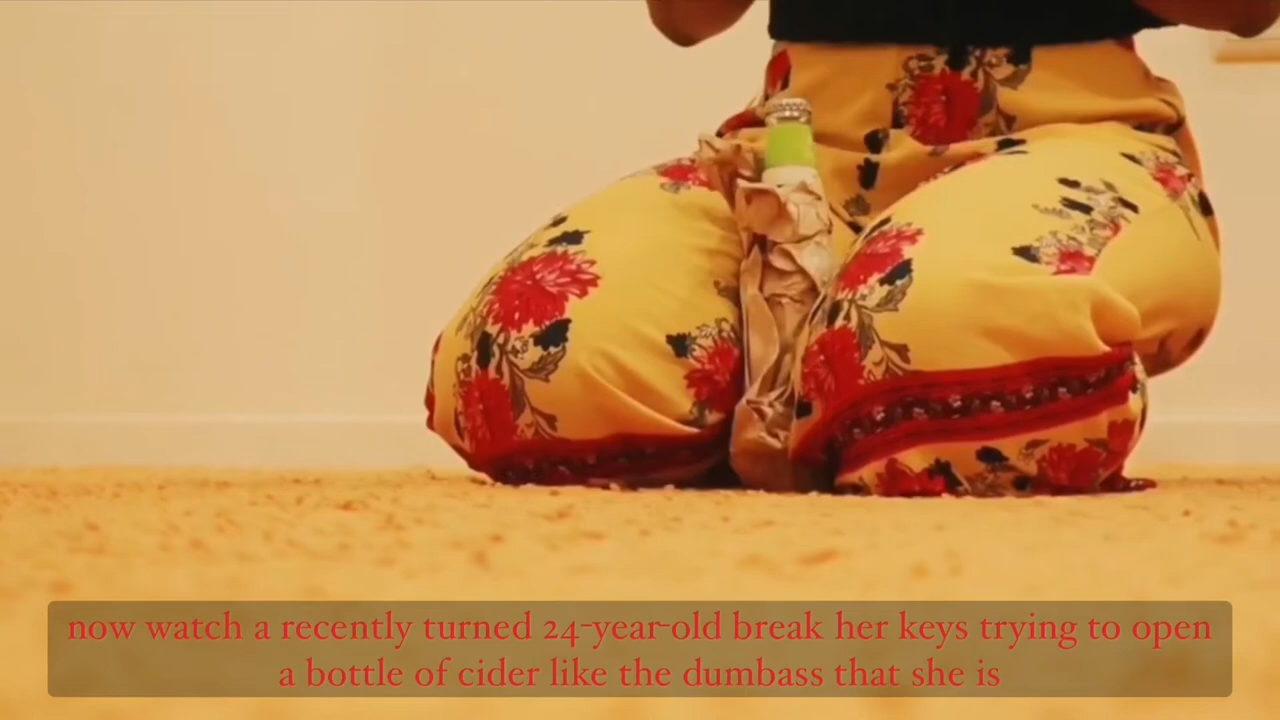 now watch a recently turned 24-year-old break her keys trying to open
a bottle of cider like the dumbass that she is